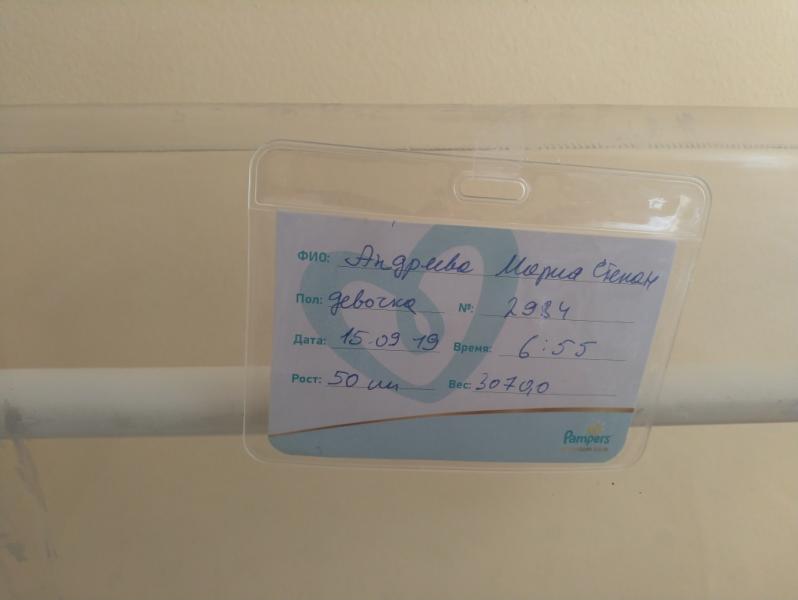 ФИО: Андреева Мария Степан
Пол: девочка №: 2984
Дата: 15.09 19 Время: 6:55
Рост: 50 см Вес: 3070,0
Pampers